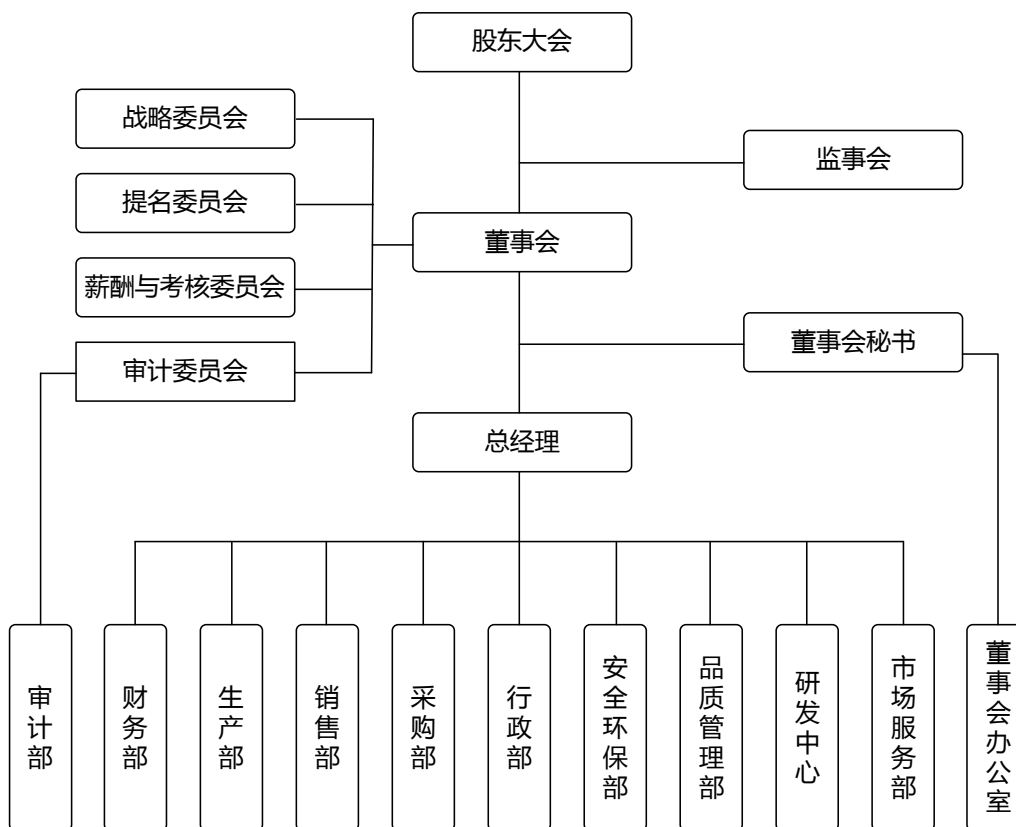 股东大会
战略委员会
监事会
提名委员会
董事会
薪酬与考核委员会
董事会秘书
审计委员会
总经理
审计部
财务部
生产部
销售部
采购部
行政部
安全环保部
品质管理部
研发中心
市场服务部
董事会办公室